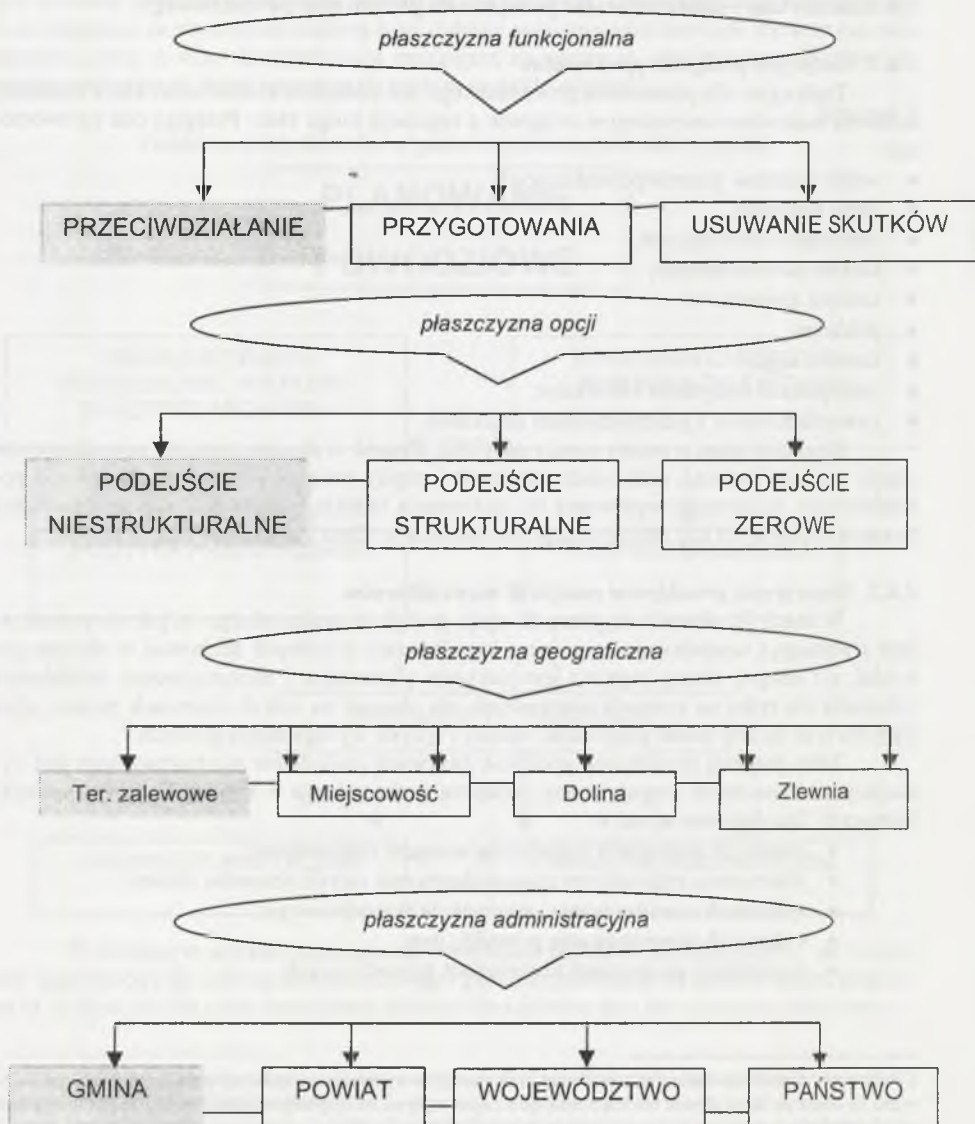 płaszczyzna funkcjonalna
PRZECIWDZIAŁANIE PRZYGOTOWANIA USUWANIE SKUTKÓW
płaszczyzna opcji
PODEJŚCIE NIESTRUKTURALNE
PODEJŚCIE STRUKTURALNE
PODEJŚCIE ZEROWE
płaszczyzna geograficzna
Ter. zalewowe Miejscowość Dolina Zlewnia
płaszczyzna administracyjna
GMINA POWIAT WOJEWÓDZTWO PAŃSTWO